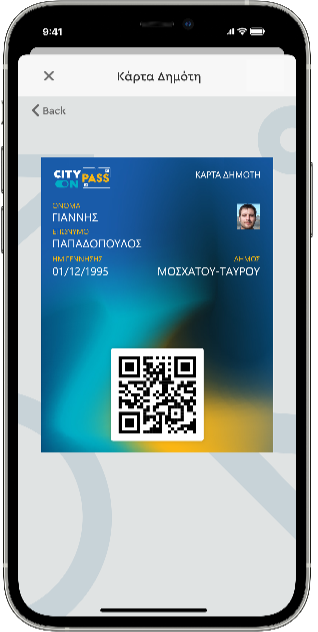 9:41
Κάρτα Δημότη
Back
CITY PASS
ON
ΚΑΡΤΑ ΔΗΜΟΤΗ
ΟΝΟΜΑ
ΓΙΑΝΝΗΣ
ΕΠΩΝΥΜΟ
ΠΑΠΑΔΟΠΟΥΛΟΣ
ΗΜ.ΓΕΝΝΗΣΗΣ
ΔΗΜΟΣ
01/12/1995
ΜΟΣΧΑΤΟΥ-ΤΑΥΡΟΥ